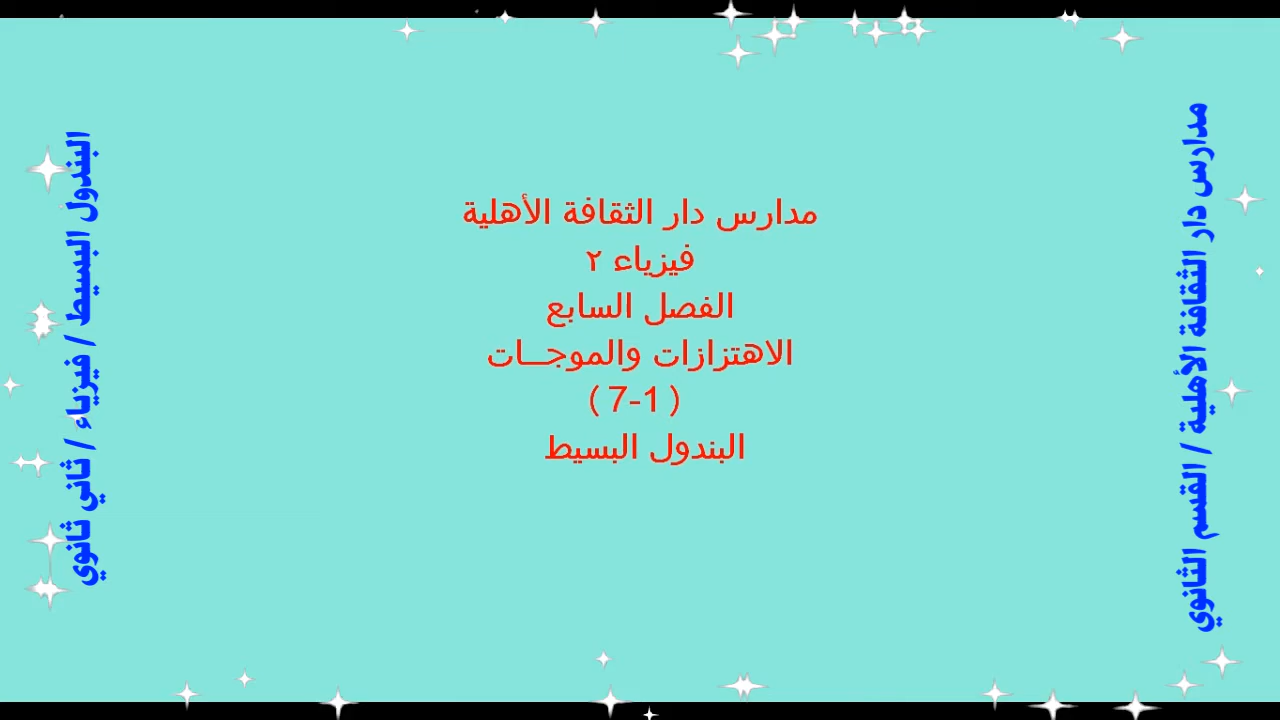 مدارس دار الثقافة الأهلية
فيزياء ٢
الفصل السابع
الاهتزازات والموجــات
( 7-1 )
البندول البسيط
مدارس دار الثقافة الأهلية / القسم الثانوي
البندول البسيط / فيزياء / ثاني ثانوي